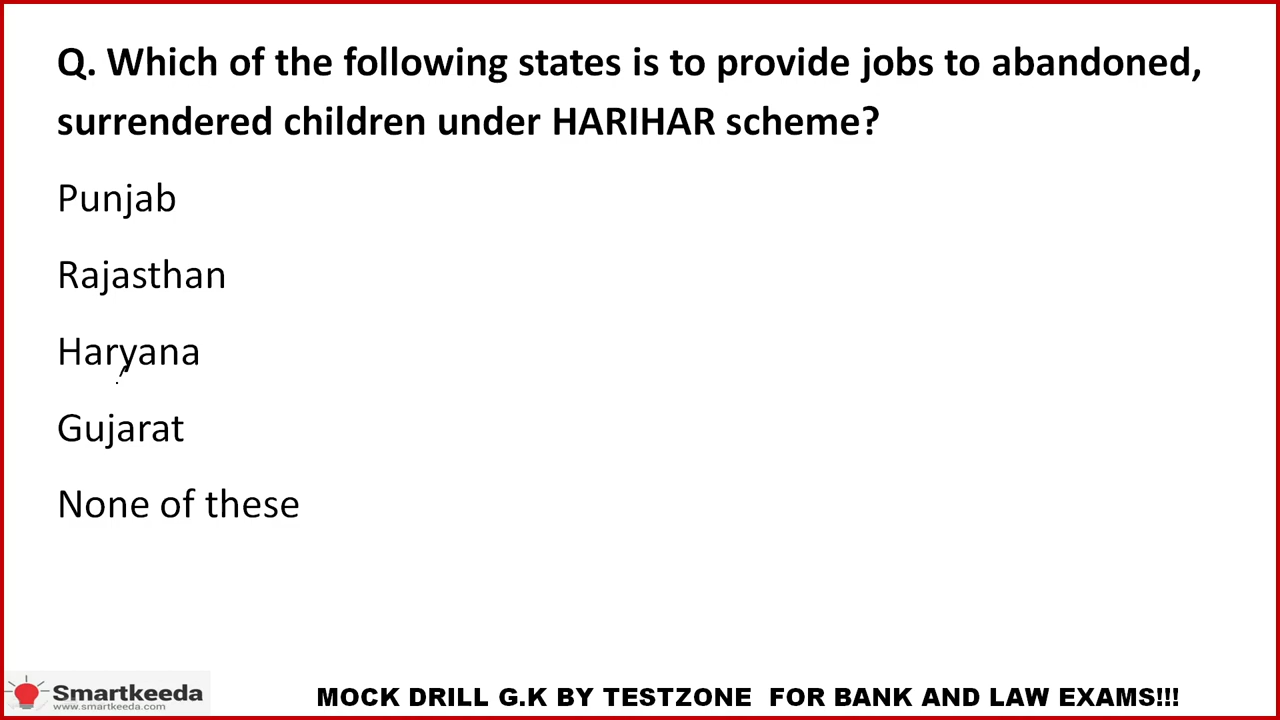 Q. Which of the following states is to provide jobs to abandoned,
surrendered children under HARIHAR scheme?
Punjab
Rajasthan
Haryana
Gujarat
None of these
Smartkeeda
www.smartkeeda.com
MOCK DRILL G.K BY TESTZONE FOR BANK AND LAW EXAMS!!!